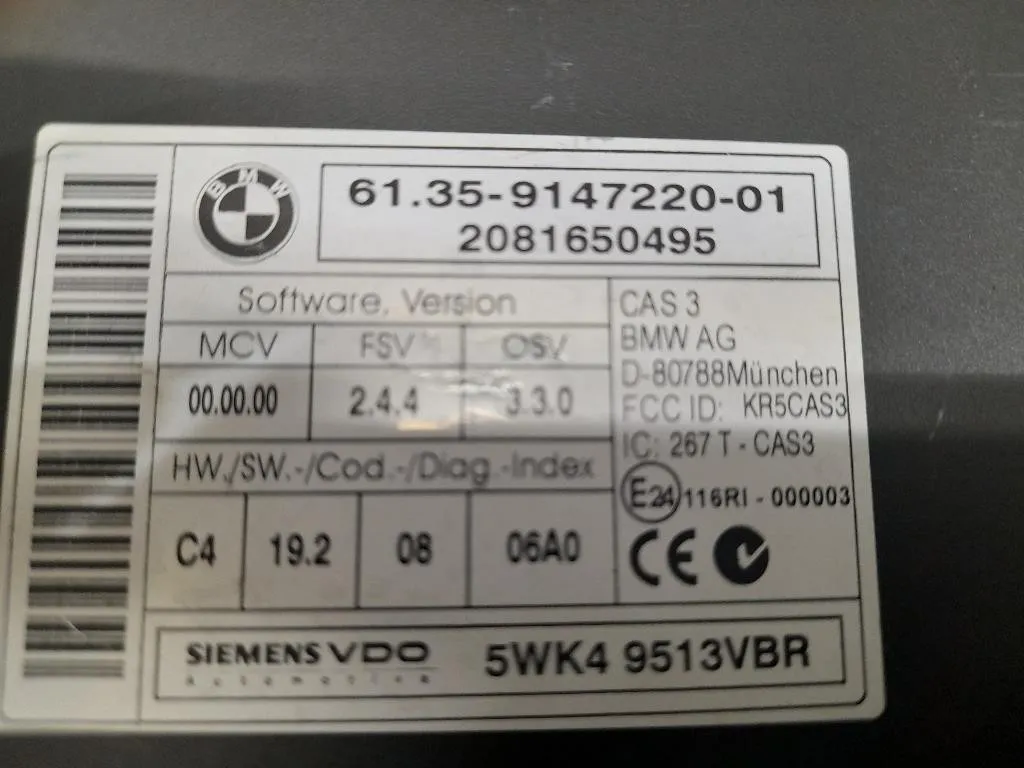 BMW
61.35-9147220-01
2081650495
Software, Version
MCV FSV OSV
00.00.00 2.4.4 3.3.0
HW./SW.-/Cod.-/Diag.-Index
C4 19.2 08 06A0
CAS 3
BMW AG
D-80788München
FCC ID: KR5CAS3
IC: 267 T - CAS3
E24 116RI - 000003
CE
SIEMENS VDO
Automotive
5WK4 9513VBR